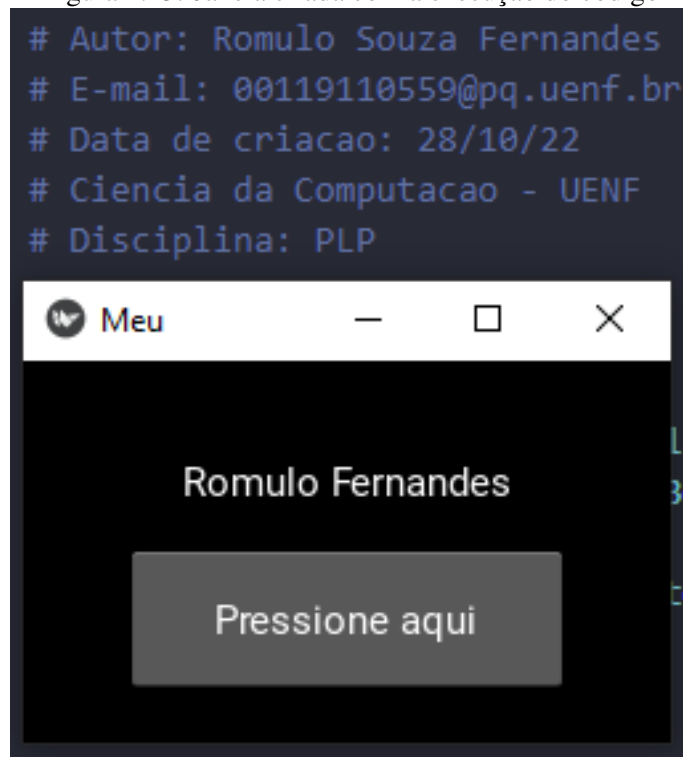 # Autor: Romulo Souza Fernandes
# E-mail: 00119110559@pq.uenf.br
# Data de criacao: 28/10/22
# Ciencia da Computacao - UENF
# Disciplina: PLP
Meu
Romulo Fernandes
Pressione aqui